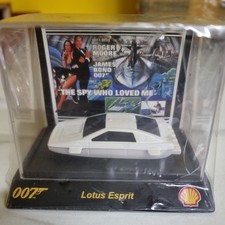 ROGER
MOORE
JAMES
BOND
007
THE SPY WHO LOVED ME
007
Lotus Esprit